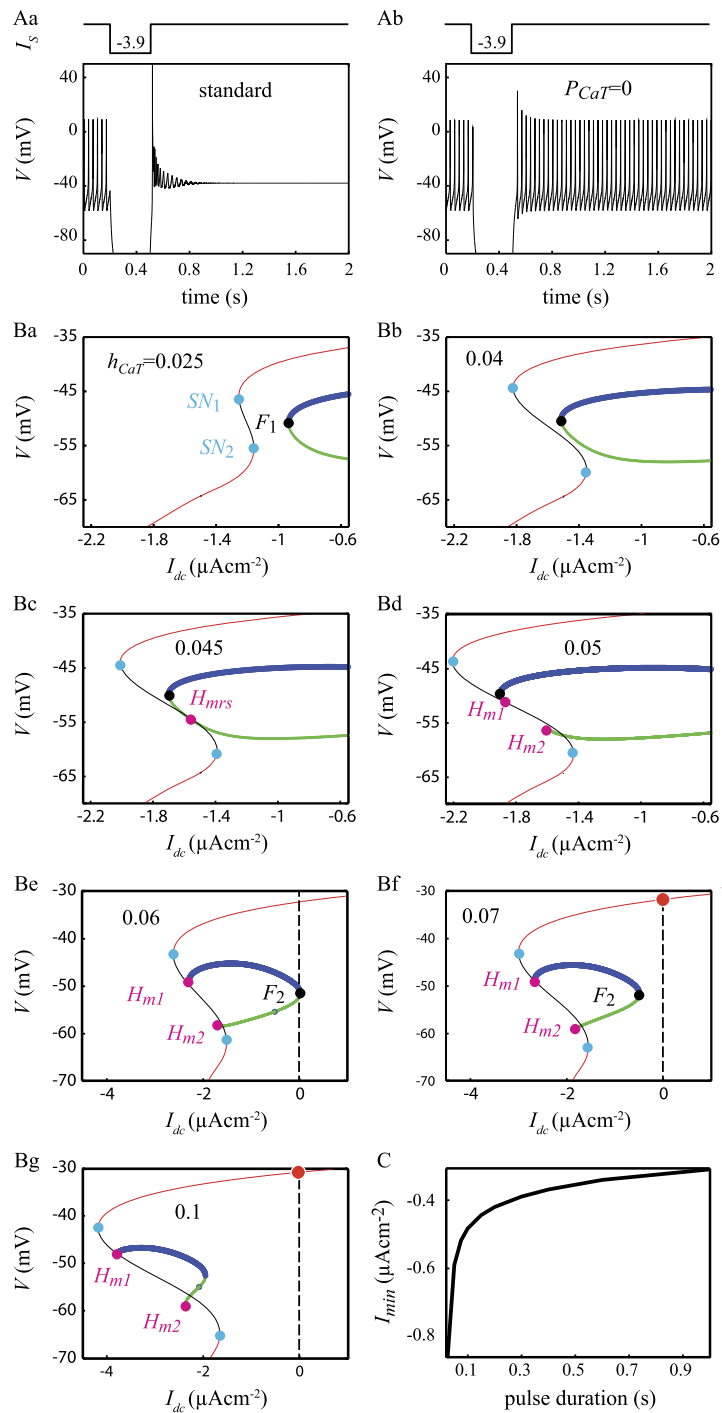 Aa
Ab
I_s
-3.9
-3.9
standard
P_CaT=0
V (mV)
40
0
-40
-80
0 0.4 0.8 1.2 1.6 2
time (s)
V (mV)
40
0
-40
-80
0 0.4 0.8 1.2 1.6 2
time (s)
Ba
h_CaT=0.025
SN1
F1
SN2
V (mV)
-35
-45
-55
-65
-2.2 -1.8 -1.4 -1 -0.6
I_dc (µAcm-2)
Bb
0.04
V (mV)
-35
-45
-55
-65
-2.2 -1.8 -1.4 -1 -0.6
I_dc (µAcm-2)
Bc
0.045
H_mrs
V (mV)
-35
-45
-55
-65
-2.2 -1.8 -1.4 -1 -0.6
I_dc (µAcm-2)
Bd
0.05
H_m1
H_m2
V (mV)
-35
-45
-55
-65
-2.2 -1.8 -1.4 -1 -0.6
I_dc (µAcm-2)
Be
0.06
H_m1
F2
H_m2
V (mV)
-30
-40
-50
-60
-70
-4 -2 0
I_dc (µAcm-2)
Bf
0.07
H_m1
F2
H_m2
V (mV)
-30
-40
-50
-60
-70
-4 -2 0
I_dc (µAcm-2)
Bg
0.1
H_m1
H_m2
V (mV)
-30
-40
-50
-60
-70
-4 -2 0
I_dc (µAcm-2)
C
I_min (µAcm-2)
-0.4
-0.6
-0.8
0.1 0.3 0.5 0.7 0.9
pulse duration (s)